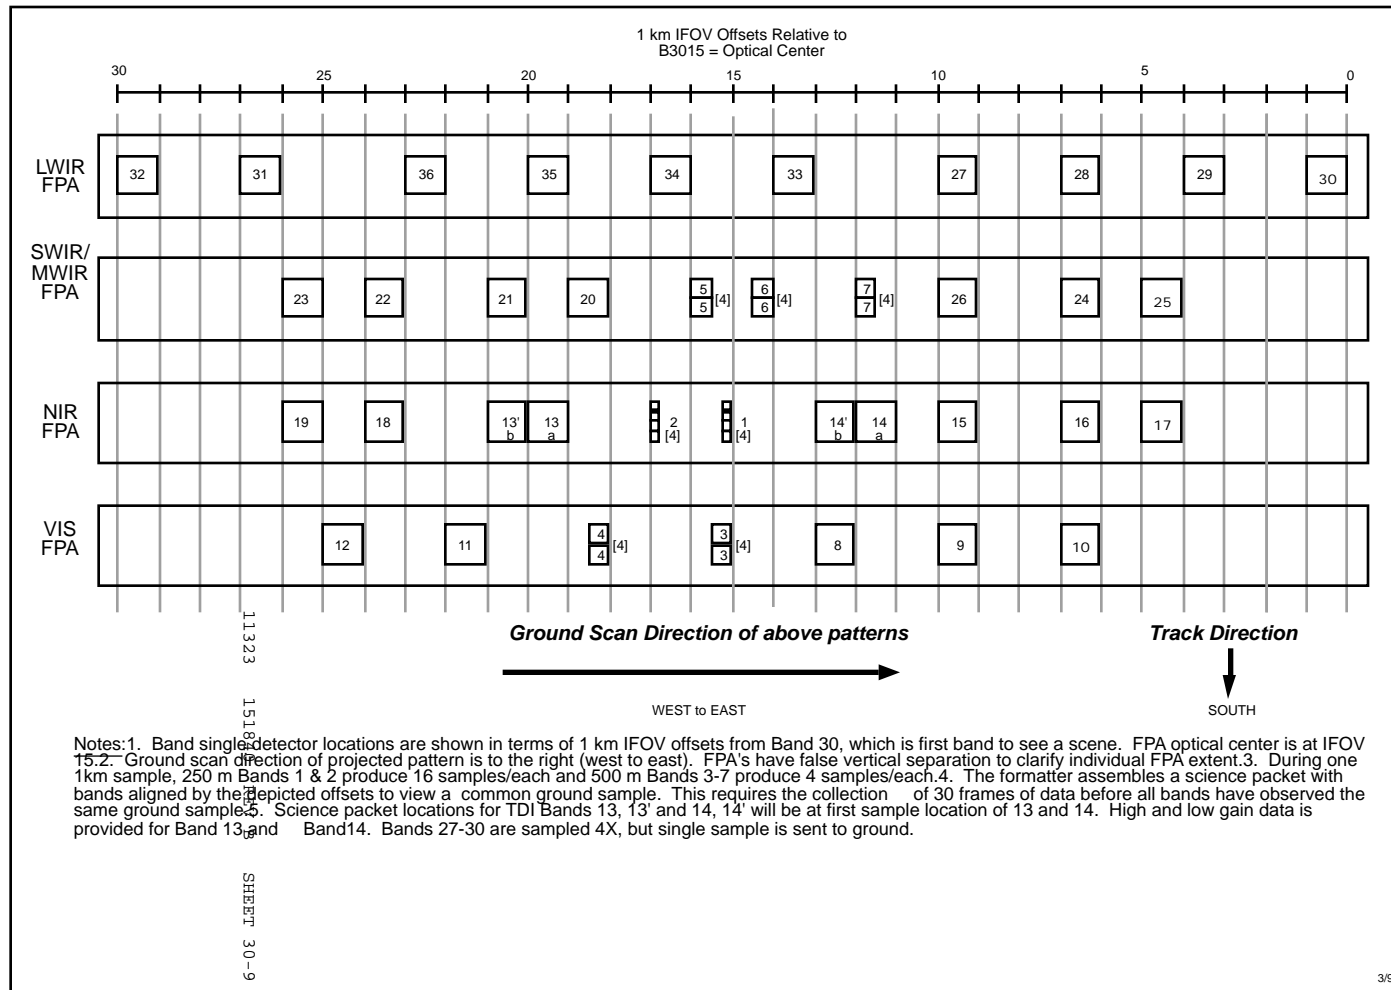 1 km IFOV Offsets Relative to
B3015 = Optical Center
30 25 20 15 10 5 0
LWIR
FPA
32 31 36 35 34 33 27 28 29 30
SWIR/
MWIR
FPA
23 22 21 20 5 [4] 6 [4] 7 [4] 26 24 25
5 6 7
NIR
FPA
19 18 13' 13 2 1 14' 14 15 16 17
b a [4] [4] b a
VIS
FPA
12 11 4 [4] 3 [4] 8 9 10
4 3
Ground Scan Direction of above patterns
Track Direction
WEST to EAST
SOUTH
Notes:1. Band single detector locations are shown in terms of 1 km IFOV offsets from Band 30, which is first band to see a scene. FPA optical center is at IFOV
15.2. Ground scan direction of projected pattern is to the right (west to east). FPA's have false vertical separation to clarify individual FPA extent.3. During one
1km sample, 250 m Bands 1 & 2 produce 16 samples/each and 500 m Bands 3-7 produce 4 samples/each.4. The formatter assembles a science packet with
bands aligned by the depicted offsets to view a common ground sample. This requires the collection of 30 frames of data before all bands have observed the
same ground sample.5. Science packet locations for TDI Bands 13, 13' and 14, 14' will be at first sample location of 13 and 14. High and low gain data is
provided for Band 13 and Band14. Bands 27-30 are sampled 4X, but single sample is sent to ground.
11323 151840 REV B SHEET 30-9
3/9